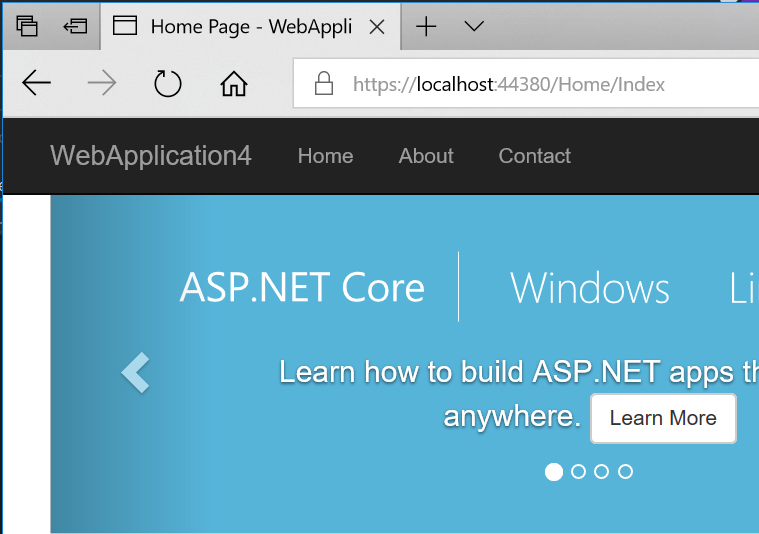 Home Page - WebAppli
https://localhost:44380/Home/Index
WebApplication4 Home About Contact
ASP.NET Core Windows
Learn how to build ASP.NET apps
anywhere. Learn More